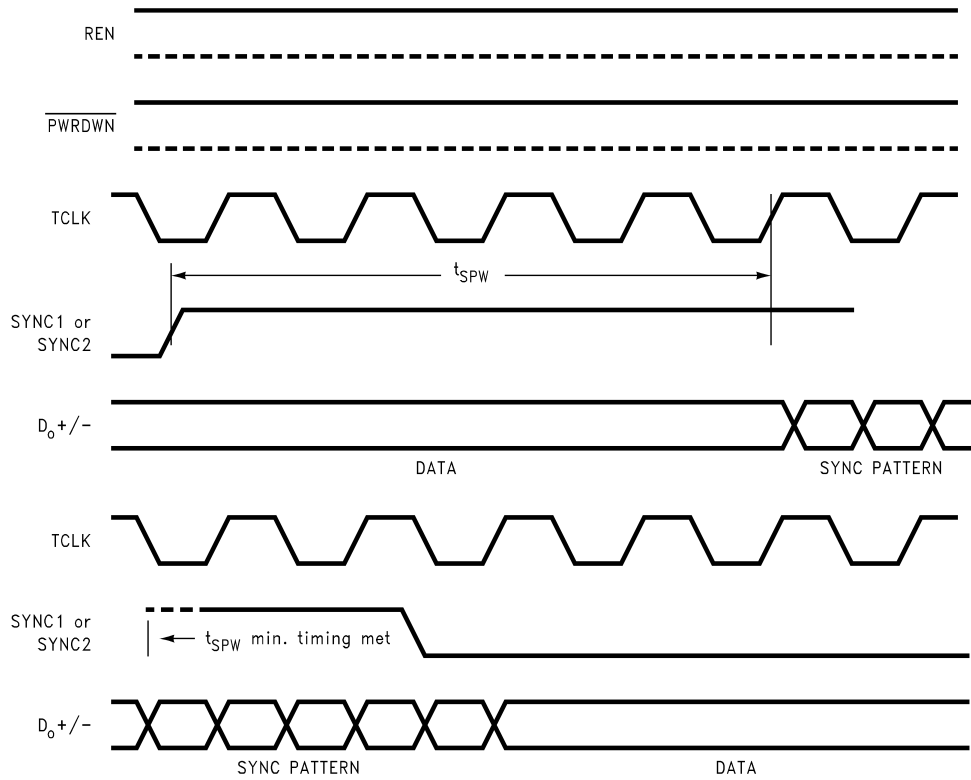 REN
PWRDWN
TCLK
tSPW
SYNC1 or
SYNC2
Do+/-
DATA
SYNC PATTERN
TCLK
SYNC1 or
SYNC2
tSPW min. timing met
Do+/-
SYNC PATTERN
DATA